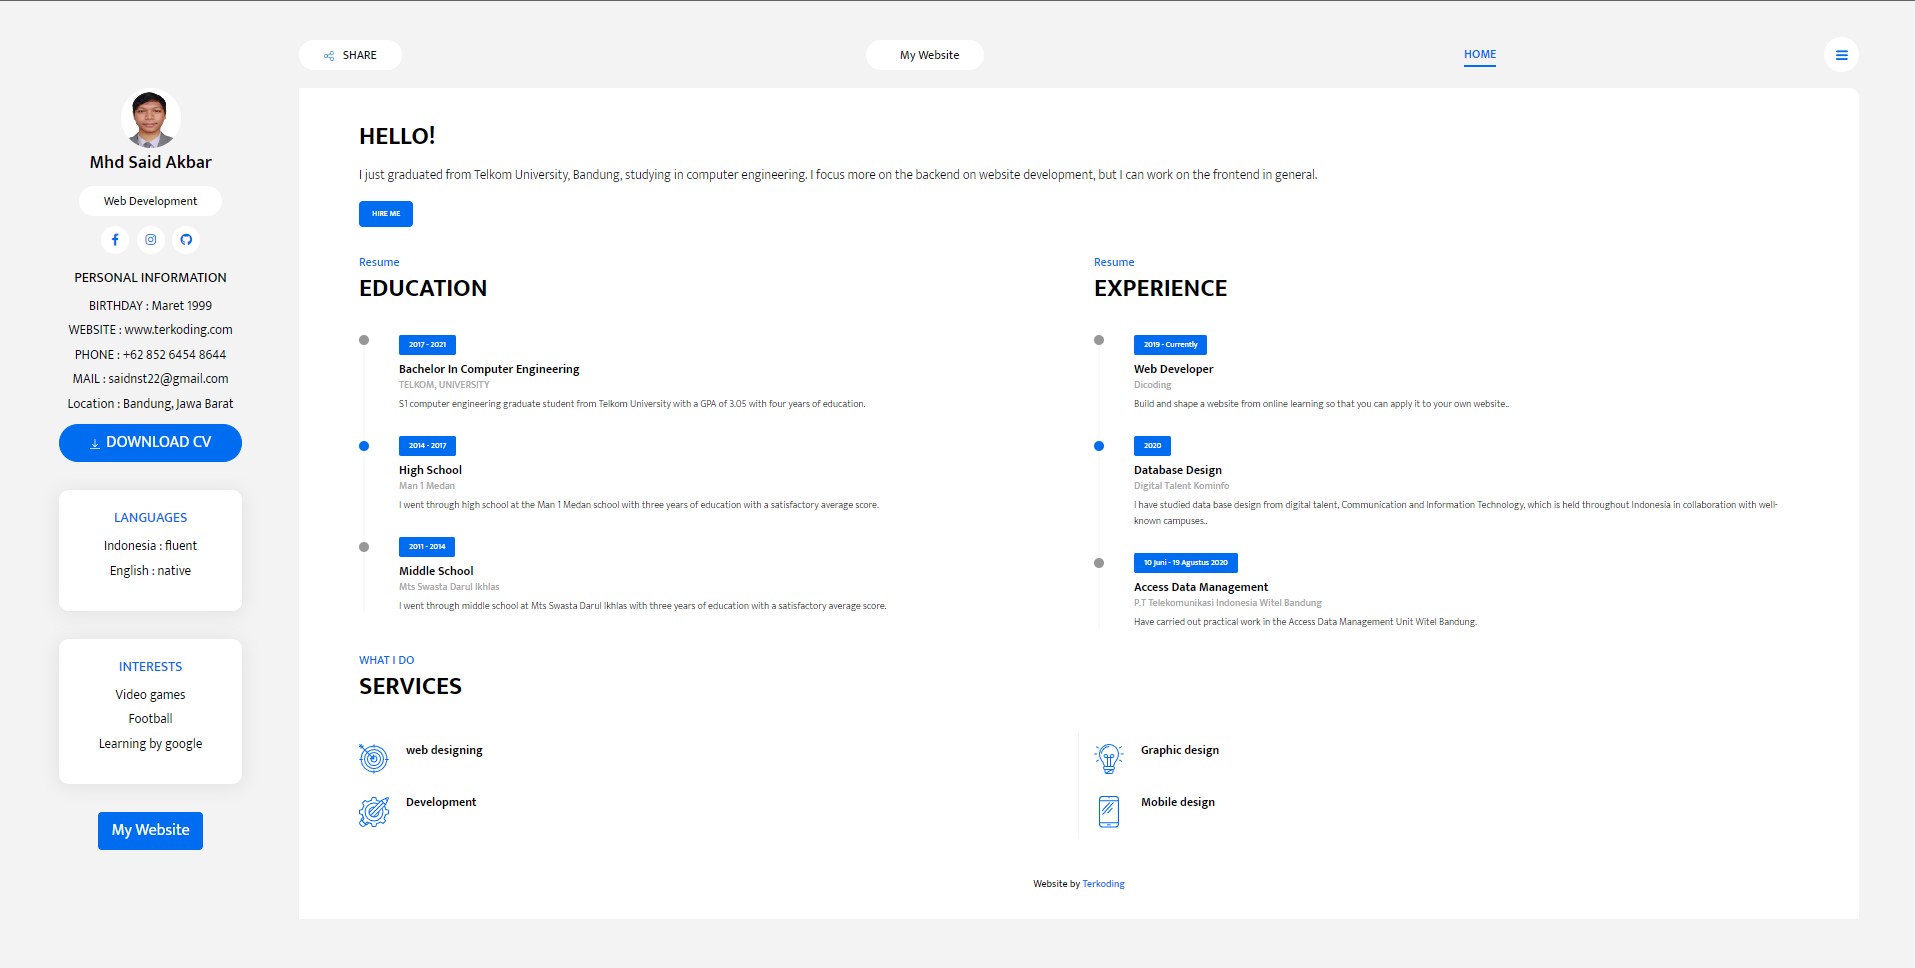 SHARE
My Website
HOME
Mhd Said Akbar
Web Development
PERSONAL INFORMATION
BIRTHDAY : Maret 1999
WEBSITE : www.terkoding.com
PHONE : +62 852 6454 8644
MAIL : saidnst22@gmail.com
Location : Bandung, Jawa Barat
DOWNLOAD CV
LANGUAGES
Indonesia : fluent
English : native
INTERESTS
Video games
Football
Learning by google
My Website
HELLO!
I just graduated from Telkom University, Bandung, studying in computer engineering. I focus more on the backend on website development, but I can work on the frontend in general.
HIRE ME
Resume
EDUCATION
2017 - 2021
Bachelor In Computer Engineering
TELKOM, UNIVERSITY
S1 computer engineering graduate student from Telkom University with a GPA of 3.05 with four years of education.
2014 - 2017
High School
Man 1 Medan
I went through high school at the Man 1 Medan school with three years of education with a satisfactory average score.
2011 - 2014
Middle School
Mts Swasta Darul Ikhlas
I went through middle school at Mts Swasta Darul Ikhlas with three years of education with a satisfactory average score.
Resume
EXPERIENCE
2019 - Currently
Web Developer
Dicoding
Build and shape a website from online learning so that you can apply it to your own website..
2020
Database Design
Digital Talent Kominfo
I have studied data base design from digital talent, Communication and Information Technology, which is held throughout Indonesia in collaboration with well-
known campuses..
10 Juni - 19 Agustus 2020
Access Data Management
P.T Telekomunikasi Indonesia Witel Bandung
Have carried out practical work in the Access Data Management Unit Witel Bandung.
WHAT I DO
SERVICES
web designing
Graphic design
Development
Mobile design
Website by Terkoding